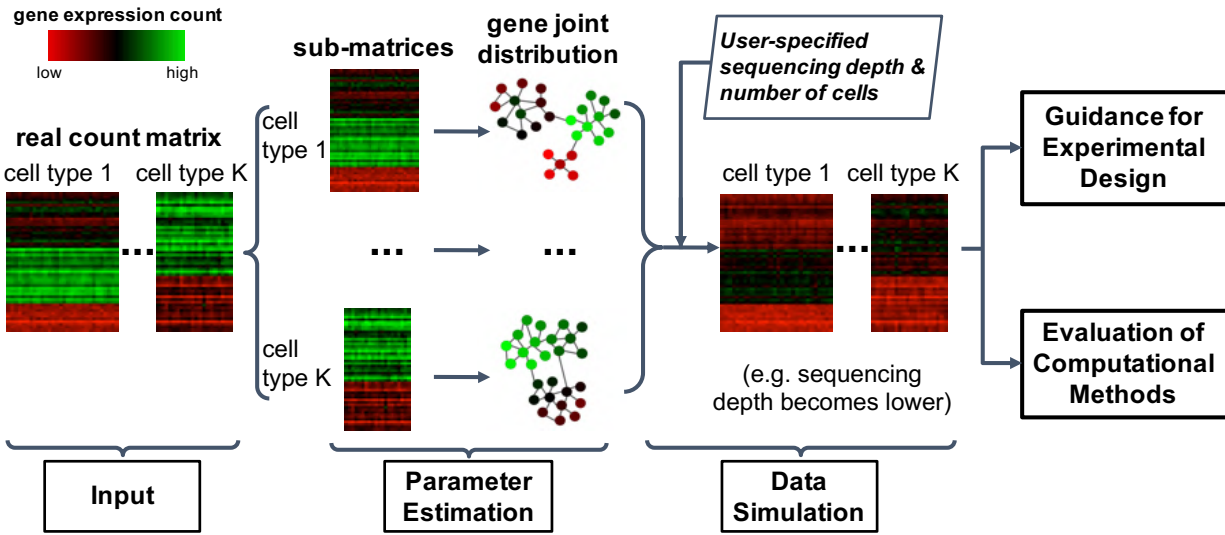 gene expression count
low high
real count matrix
cell type 1 cell type K
...
sub-matrices
gene joint
distribution
cell
type 1
... ...
cell
type K
User-specified
sequencing depth &
number of cells
cell type 1 cell type K
...
(e.g. sequencing
depth becomes lower)
Guidance for
Experimental
Design
Evaluation of
Computational
Methods
Input
Parameter
Estimation
Data
Simulation